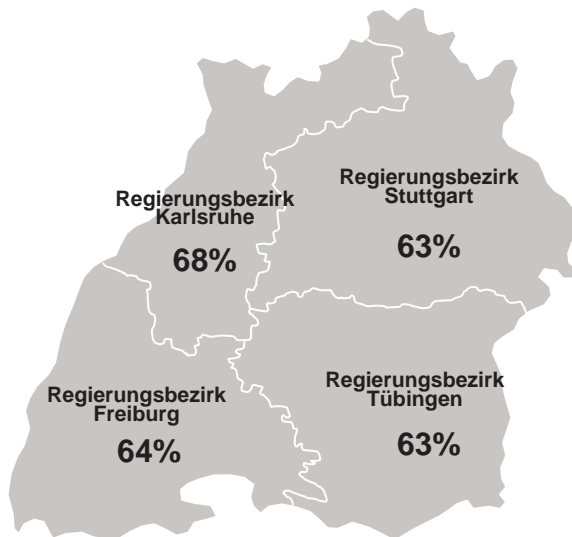 Regierungsbezirk
Karlsruhe
68%
Regierungsbezirk
Stuttgart
63%
Regierungsbezirk
Freiburg
64%
Regierungsbezirk
Tübingen
63%